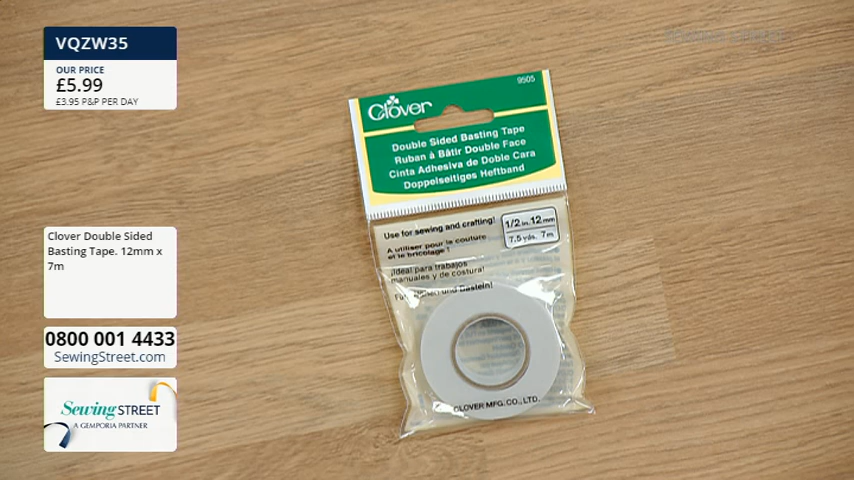 VQZW35
OUR PRICE
£5.99
£3.95 P&P PER DAY
Clover Double Sided
Basting Tape. 12mm x
7m
0800 001 4433
SewingStreet.com
Sewing STREET
A GEMPORIA PARTNER
9505
Clover
Double Sided Basting Tape
Ruban à Bâtir Double Face
Cinta Adhesiva de Doble Cara
Doppelseitiges Heftband
Use for sewing and crafting!
A utiliser pour la couture
et le bricolage !
¡Ideal para trabajos
manuales y de costura!
und Basteln!
1/2 in. 12 mm
7.5 yds. 7m
CLOVER MFG. CO., LTD.